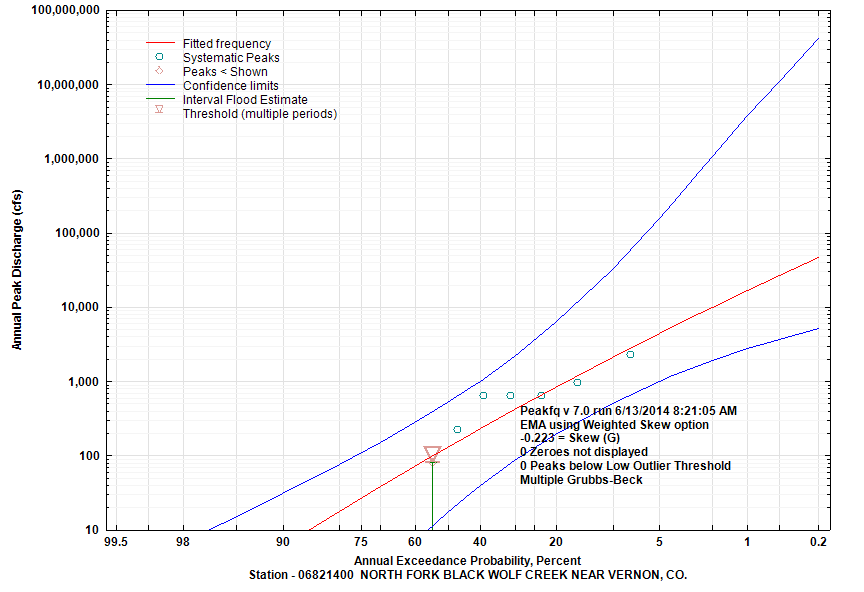 100,000,000
10,000,000
1,000,000
100,000
10,000
1,000
100
10
Annual Peak Discharge (cfs)
Fitted frequency
Systematic Peaks
Peaks < Shown
Confidence limits
Interval Flood Estimate
Threshold (multiple periods)
Peakfq v 7.0 run 6/13/2014 8:21:05 AM
EMA using Weighted Skew option
-0.223 = Skew (G)
0 Zeroes not displayed
0 Peaks below Low Outlier Threshold
Multiple Grubbs-Beck
99.5 98 90 75 60 40 20 5 1 0.2
Annual Exceedance Probability, Percent
Station - 06821400 NORTH FORK BLACK WOLF CREEK NEAR VERNON, CO.